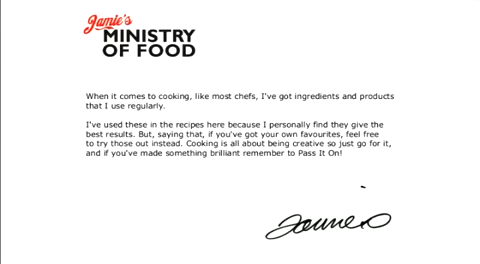 Jamie's
MINISTRY
OF FOOD
When it comes to cooking, like most chefs, I've got ingredients and products
that I use regularly.
I've used these in the recipes here because I personally find they give the
best results. But, saying that, if you've got your own favourites, feel free
to try those out instead. Cooking is all about being creative so just go for it,
and if you've made something brilliant remember to Pass It On!
Jamie O